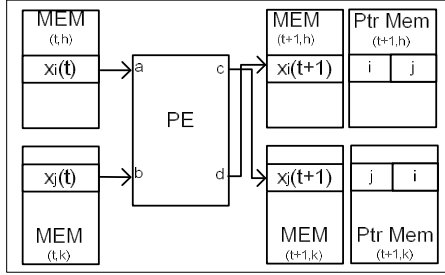 MEM
(t,h)
xi(t)
a
c
PE
b
d
xj(t)
MEM
(t,k)
MEM
(t+1,h)
xi(t+1)
Ptr Mem
(t+1,h)
i j
xj(t+1)
MEM
(t+1,k)
j i
Ptr Mem
(t+1,k)